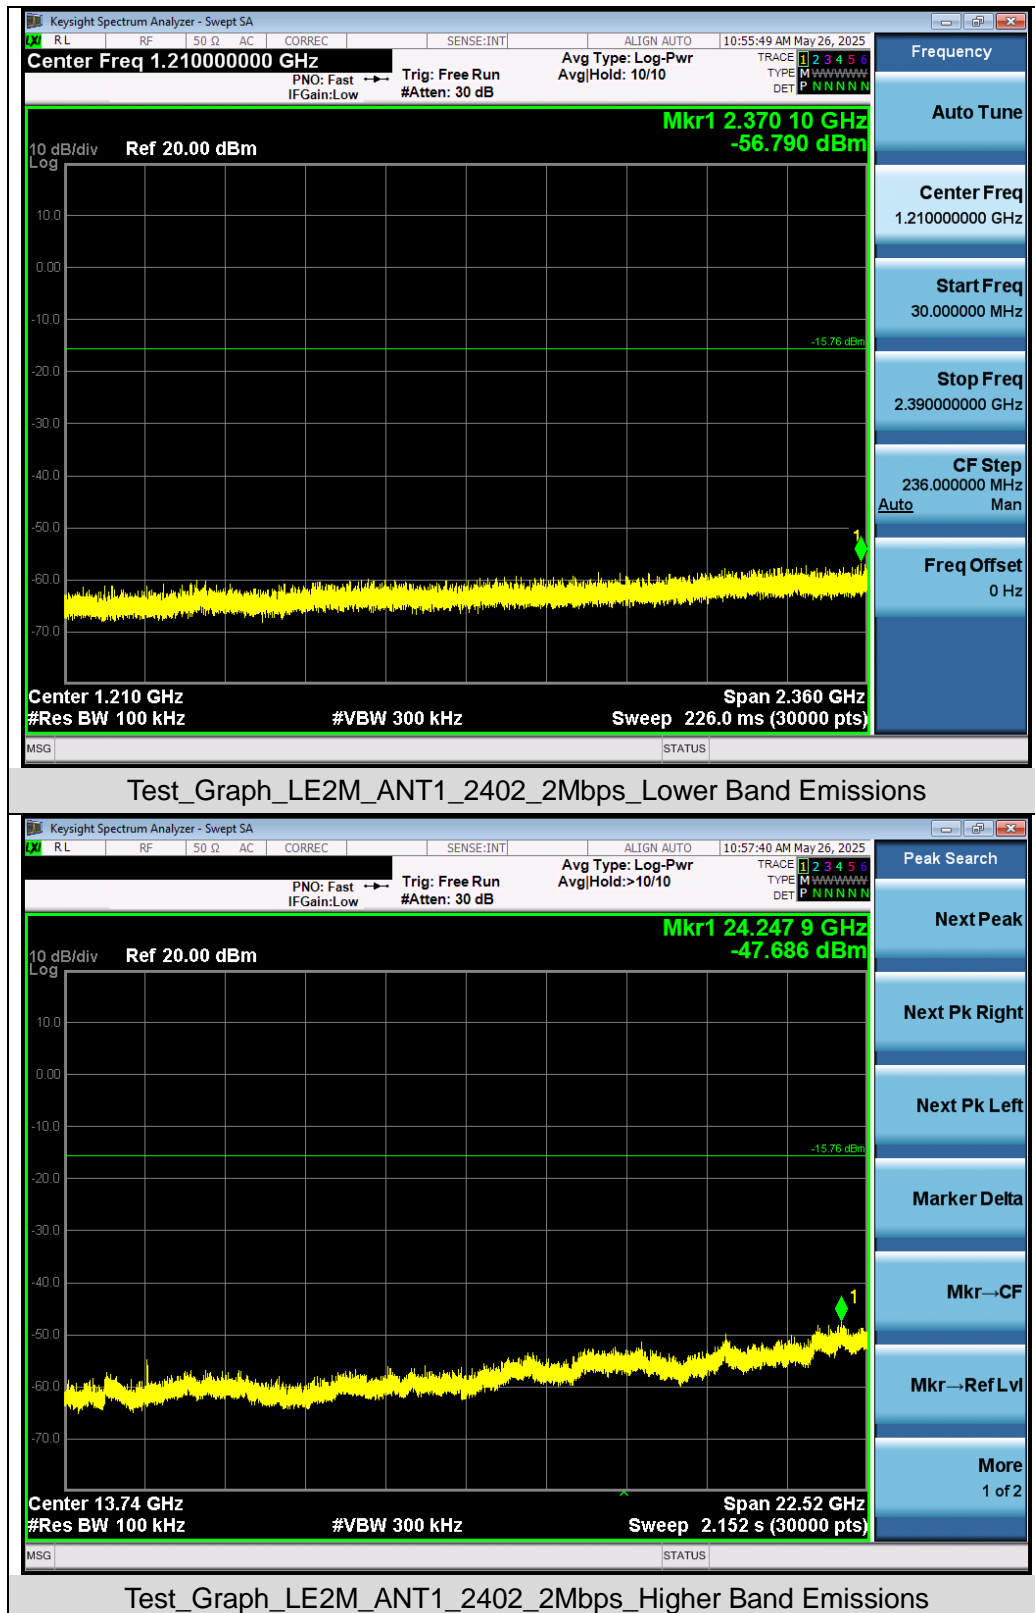 Keysight Spectrum Analyzer - Swept SA
LXI RL RF 50 Ω AC CORREC SENSE:INT ALIGN AUTO 10:55:49 AM May 26, 2025
Center Freq 1.210000000 GHz
PNO: Fast
IFGain:Low
Trig: Free Run
#Atten: 30 dB
Avg Type: Log-Pwr
Avg|Hold: 10/10
TRACE 1 2 3 4 5 6
TYPE M WWWWW
DET P N N N N N
Frequency
Auto Tune
Center Freq
1.210000000 GHz
Start Freq
30.000000 MHz
Stop Freq
2.390000000 GHz
CF Step
236.000000 MHz
Auto Man
Freq Offset
0 Hz
Mkr1 2.370 10 GHz
-56.790 dBm
10 dB/div Ref 20.00 dBm
Log
10.0
0.00
-10.0
-15.76 dBm
-20.0
-30.0
-40.0
-50.0
1
-60.0
-70.0
Center 1.210 GHz Span 2.360 GHz
#Res BW 100 kHz #VBW 300 kHz Sweep 226.0 ms (30000 pts)
MSG STATUS
Test_Graph_LE2M_ANT1_2402_2Mbps_Lower Band Emissions
Keysight Spectrum Analyzer - Swept SA
LXI RL RF 50 Ω AC CORREC SENSE:INT ALIGN AUTO 10:57:40 AM May 26, 2025
PNO: Fast
IFGain:Low
Trig: Free Run
#Atten: 30 dB
Avg Type: Log-Pwr
Avg|Hold:>10/10
TRACE 1 2 3 4 5 6
TYPE M WWWWW
DET P N N N N N
Peak Search
Next Peak
Next Pk Right
Next Pk Left
Marker Delta
Mkr→CF
Mkr→Ref Lvl
More
1 of 2
Mkr1 24.247 9 GHz
-47.686 dBm
10 dB/div Ref 20.00 dBm
Log
10.0
0.00
-10.0
-15.76 dBm
-20.0
-30.0
-40.0
1
-50.0
-60.0
-70.0
Center 13.74 GHz Span 22.52 GHz
#Res BW 100 kHz #VBW 300 kHz Sweep 2.152 s (30000 pts)
MSG STATUS
Test_Graph_LE2M_ANT1_2402_2Mbps_Higher Band Emissions